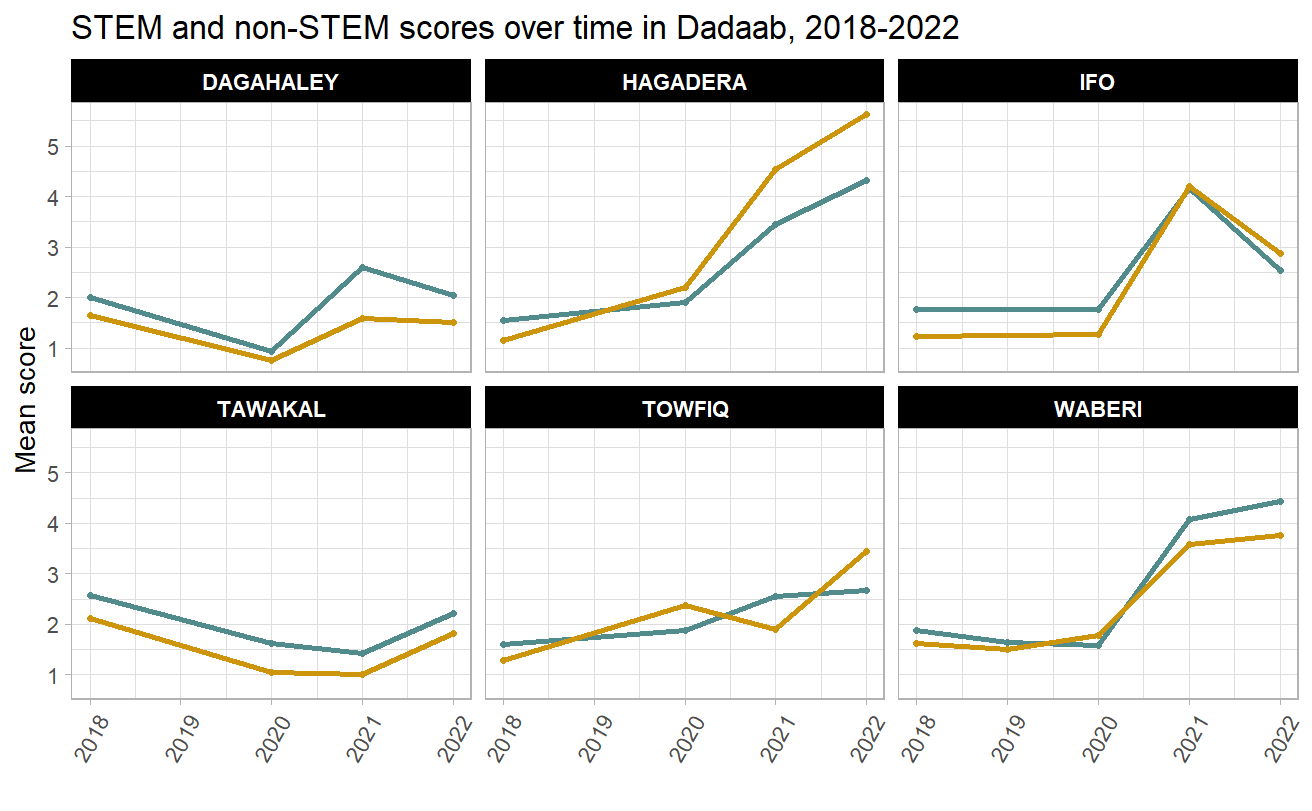 STEM and non-STEM scores over time in Dadaab, 2018-2022
DAGAHALEY
HAGADERA
IFO
5
4
3
2
1
Mean score
TAWAKAL
TOWFIQ
WABERI
5
4
3
2
1
2018 2019 2020 2021 2022
2018 2019 2020 2021 2022
2018 2019 2020 2021 2022